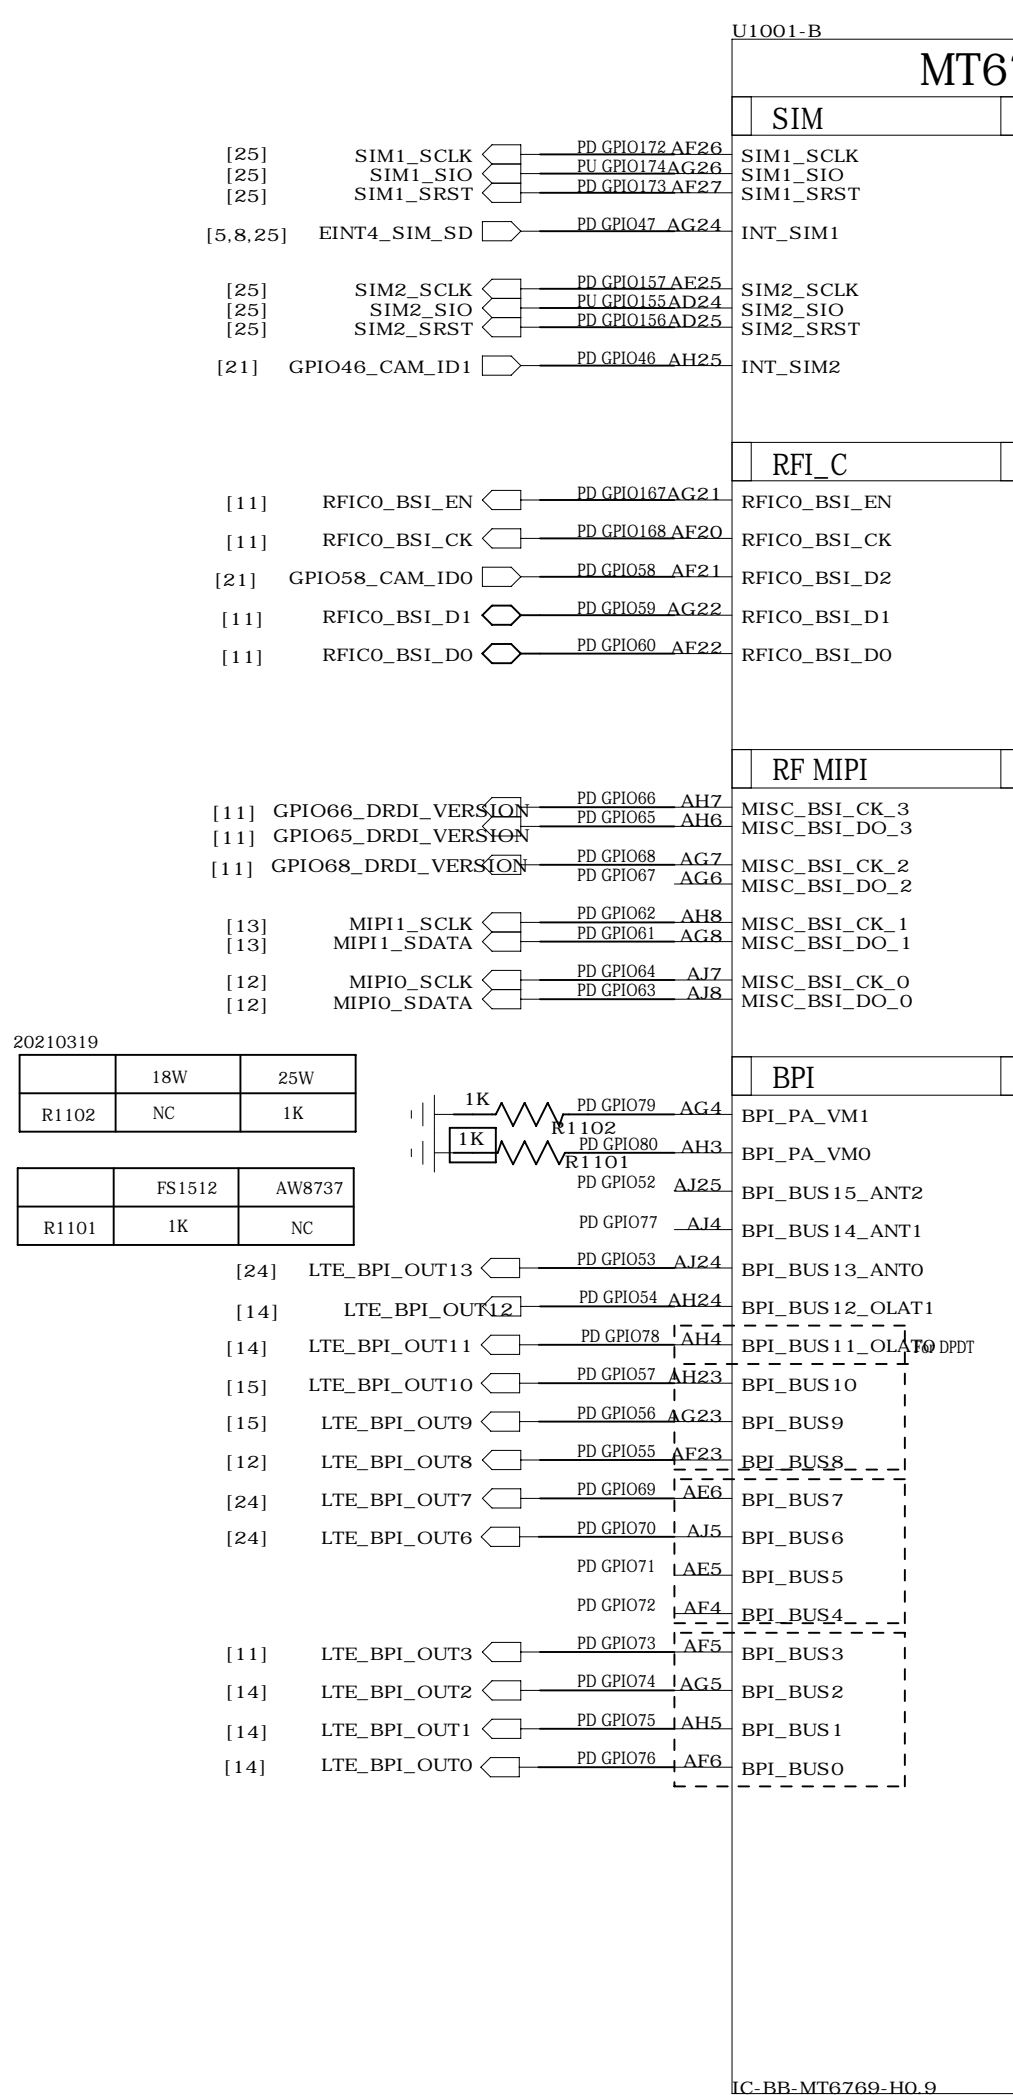 U1001-B
MT6
SIM
[25] SIM1_SCLK PD GPIO172 AF26 SIM1_SCLK
[25] SIM1_SIO PU GPIO174 AG26 SIM1_SIO
[25] SIM1_SRST PD GPIO173 AF27 SIM1_SRST
[5,8,25] EINT4_SIM_SD PD GPIO47 AG24 INT_SIM1
[25] SIM2_SCLK PD GPIO157 AE25 SIM2_SCLK
[25] SIM2_SIO PU GPIO155 AD24 SIM2_SIO
[25] SIM2_SRST PD GPIO156 AD25 SIM2_SRST
[21] GPIO46_CAM_ID1 PD GPIO46 AH25 INT_SIM2
RFI_C
[11] RFIC0_BSI_EN PD GPIO167 AG21 RFIC0_BSI_EN
[11] RFIC0_BSI_CK PD GPIO168 AF20 RFIC0_BSI_CK
[21] GPIO58_CAM_ID0 PD GPIO58 AF21 RFIC0_BSI_D2
[11] RFIC0_BSI_D1 PD GPIO59 AG22 RFIC0_BSI_D1
[11] RFIC0_BSI_D0 PD GPIO60 AF22 RFIC0_BSI_D0
RF MIPI
[11] GPIO66_DRDI_VERSION PD GPIO66 AH7 MISC_BSI_CK_3
[11] GPIO65_DRDI_VERSION PD GPIO65 AH6 MISC_BSI_DO_3
[11] GPIO68_DRDI_VERSION PD GPIO68 AG7 MISC_BSI_CK_2
PD GPIO67 AG6 MISC_BSI_DO_2
[13] MIPI1_SCLK PD GPIO62 AH8 MISC_BSI_CK_1
[13] MIPI1_SDATA PD GPIO61 AG8 MISC_BSI_DO_1
[12] MIPI0_SCLK PD GPIO64 AJ7 MISC_BSI_CK_0
[12] MIPI0_SDATA PD GPIO63 AJ8 MISC_BSI_DO_0
20210319
18W 25W
R1102 NC 1K
FS1512 AW8737
R1101 1K NC
BPI
1K R1102 PD GPIO79 AG4 BPI_PA_VM1
1K R1101 PD GPIO80 AH3 BPI_PA_VM0
PD GPIO52 AJ25 BPI_BUS15_ANT2
PD GPIO77 AJ4 BPI_BUS14_ANT1
[24] LTE_BPI_OUT13 PD GPIO53 AJ24 BPI_BUS13_ANT0
[14] LTE_BPI_OUT12 PD GPIO54 AH24 BPI_BUS12_OLAT1
[14] LTE_BPI_OUT11 PD GPIO78 AH4 BPI_BUS11_OLAT0 For DPDT
[15] LTE_BPI_OUT10 PD GPIO57 AH23 BPI_BUS10
[15] LTE_BPI_OUT9 PD GPIO56 AG23 BPI_BUS9
[12] LTE_BPI_OUT8 PD GPIO55 AF23 BPI_BUS8
[24] LTE_BPI_OUT7 PD GPIO69 AE6 BPI_BUS7
[24] LTE_BPI_OUT6 PD GPIO70 AJ5 BPI_BUS6
PD GPIO71 AE5 BPI_BUS5
PD GPIO72 AF4 BPI_BUS4
[11] LTE_BPI_OUT3 PD GPIO73 AF5 BPI_BUS3
[14] LTE_BPI_OUT2 PD GPIO74 AG5 BPI_BUS2
[14] LTE_BPI_OUT1 PD GPIO75 AH5 BPI_BUS1
[14] LTE_BPI_OUT0 PD GPIO76 AF6 BPI_BUS0
IC-BB-MT6769-H0.9